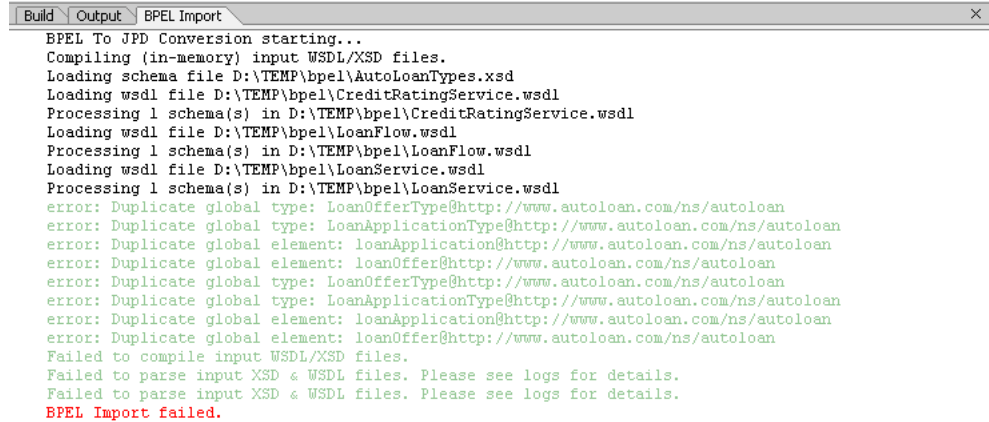 Build Output BPEL Import
BPEL To JPD Conversion starting...
Compiling (in-memory) input WSDL/XSD files.
Loading schema file D:\TEMP\bpel\AutoLoanTypes.xsd
Loading wsdl file D:\TEMP\bpel\CreditRatingService.wsdl
Processing 1 schema(s) in D:\TEMP\bpel\CreditRatingService.wsdl
Loading wsdl file D:\TEMP\bpel\LoanFlow.wsdl
Processing 1 schema(s) in D:\TEMP\bpel\LoanFlow.wsdl
Loading wsdl file D:\TEMP\bpel\LoanService.wsdl
Processing 1 schema(s) in D:\TEMP\bpel\LoanService.wsdl
error: Duplicate global type: LoanOfferType@http://www.autoloan.com/ns/autoloan
error: Duplicate global type: LoanApplicationType@http://www.autoloan.com/ns/autoloan
error: Duplicate global element: loanApplication@http://www.autoloan.com/ns/autoloan
error: Duplicate global element: loanOffer@http://www.autoloan.com/ns/autoloan
error: Duplicate global type: LoanOfferType@http://www.autoloan.com/ns/autoloan
error: Duplicate global type: LoanApplicationType@http://www.autoloan.com/ns/autoloan
error: Duplicate global element: loanApplication@http://www.autoloan.com/ns/autoloan
error: Duplicate global element: loanOffer@http://www.autoloan.com/ns/autoloan
Failed to compile input WSDL/XSD files.
Failed to parse input XSD & WSDL files. Please see logs for details.
Failed to parse input XSD & WSDL files. Please see logs for details.
BPEL Import failed.